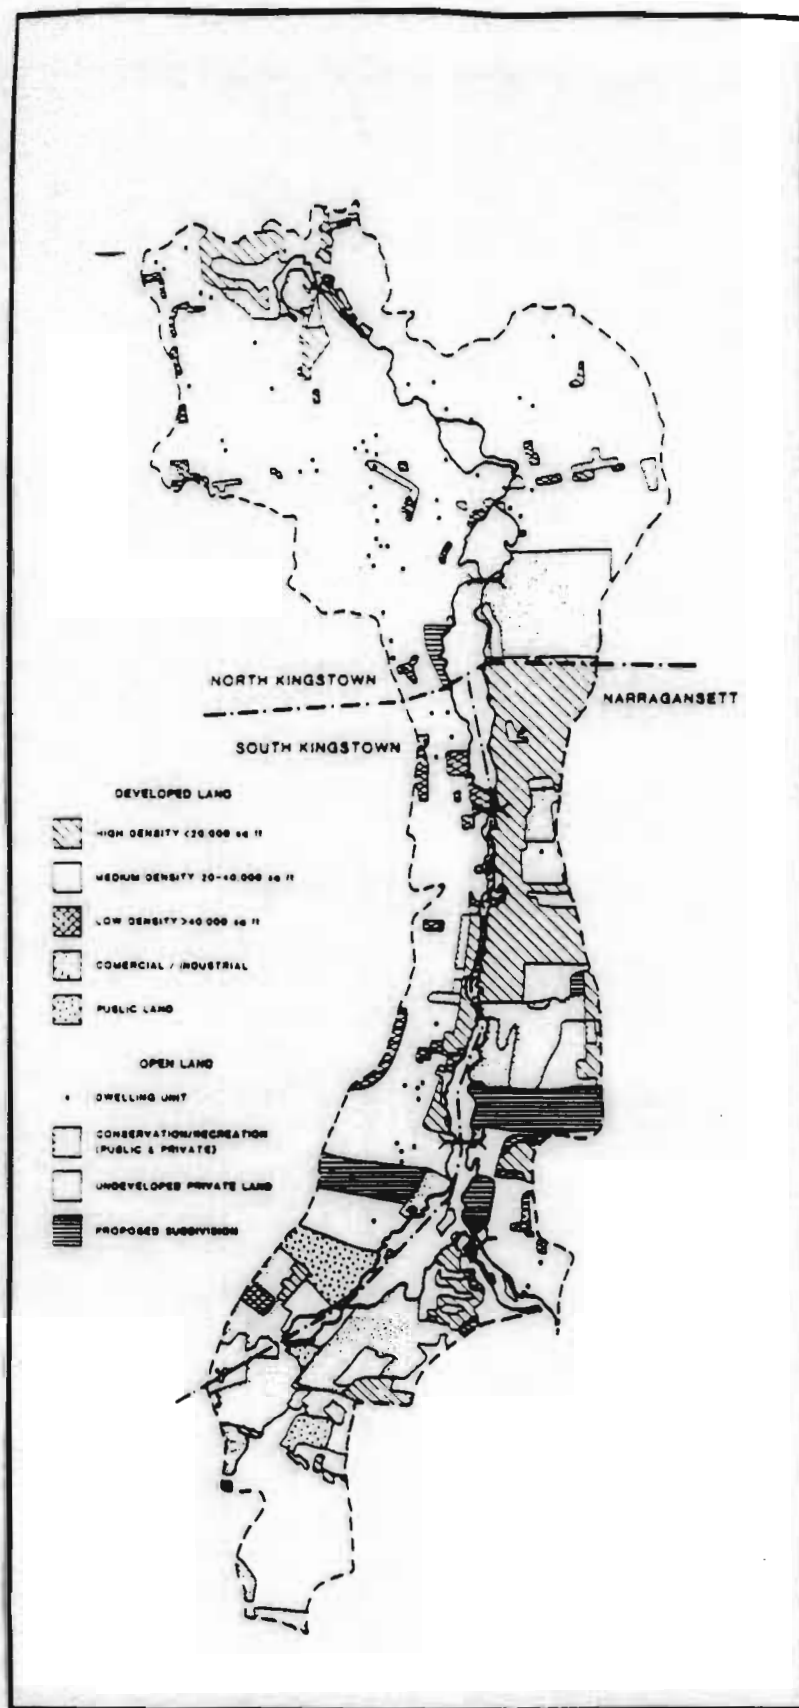 NORTH KINGSTOWN
NARRAGANSETT
SOUTH KINGSTOWN
DEVELOPED LAND
HIGH DENSITY <20,000 sq ft
MEDIUM DENSITY 20-40,000 sq ft
LOW DENSITY >40,000 sq ft
COMERCIAL / INDUSTRIAL
PUBLIC LAND
OPEN LAND
DWELLING UNIT
CONSERVATION/RECREATION
(PUBLIC & PRIVATE)
UNDEVELOPED PRIVATE LAND
PROPOSED SUBDIVISION